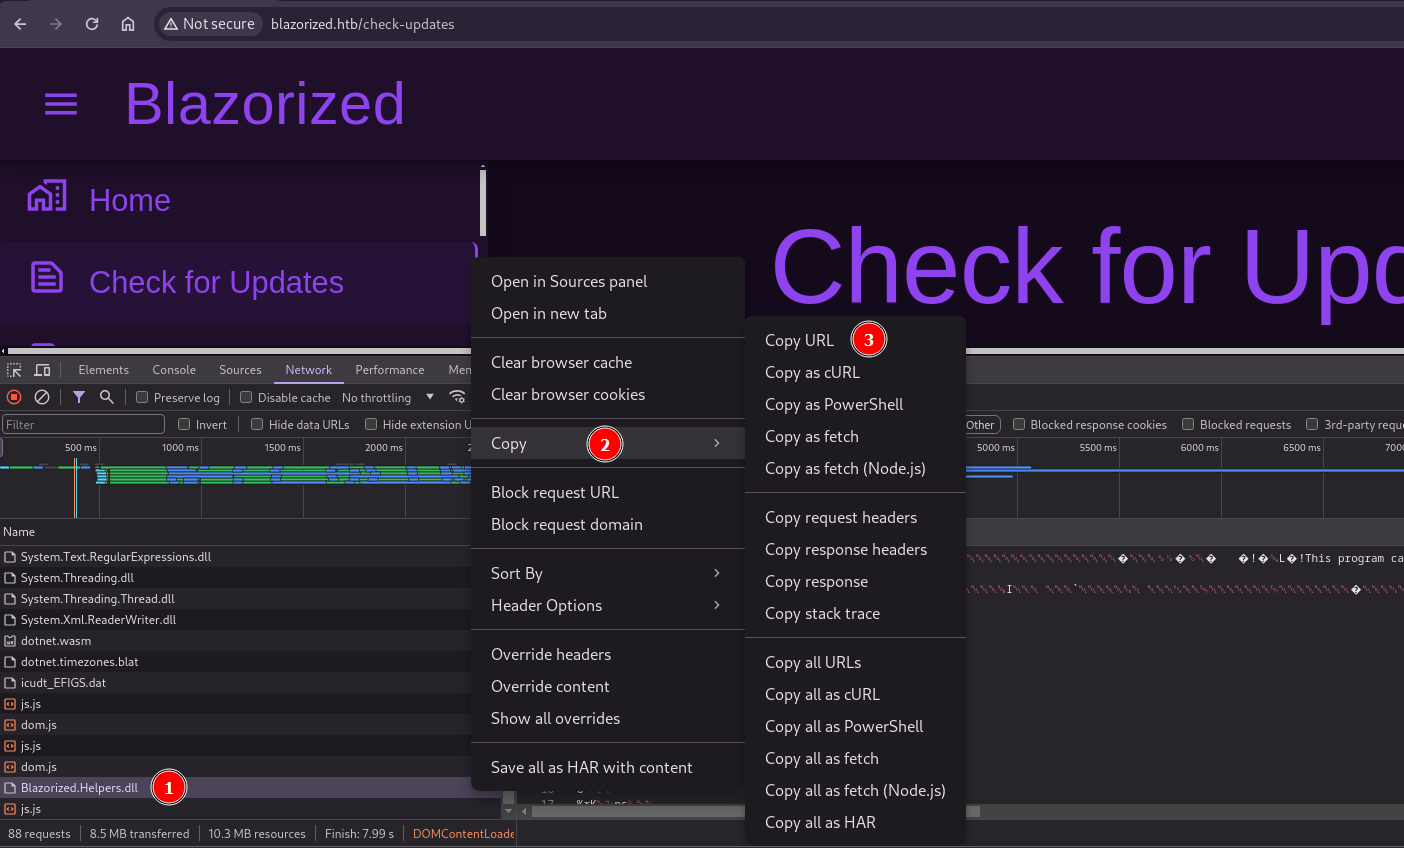 Not secure blazorized.htb/check-updates
Blazorized
Home
Check for Updates
Check for Upd
Open in Sources panel
Open in new tab
Clear browser cache
Clear browser cookies
Copy 2
Block request URL
Block request domain
Sort By
Header Options
Override headers
Override content
Show all overrides
Save all as HAR with content
Copy URL 3
Copy as cURL
Copy as PowerShell
Copy as fetch
Copy as fetch (Node.js)
Copy request headers
Copy response headers
Copy response
Copy stack trace
Copy all URLs
Copy all as cURL
Copy all as PowerShell
Copy all as fetch
Copy all as fetch (Node.js)
Copy all as HAR
Elements Console Sources Network Performance Mem
Preserve log Disable cache No throttling
Filter Invert Hide data URLs Hide extension U Other Blocked response cookies Blocked requests 3rd-party reque
500 ms 1000 ms 1500 ms 2000 ms 5000 ms 5500 ms 6000 ms 6500 ms 7000
Name
System.Text.RegularExpressions.dll
System.Threading.dll
System.Threading.Thread.dll
System.Xml.ReaderWriter.dll
dotnet.wasm
dotnet.timezones.blat
icudt_EFIGS.dat
js.js
dom.js
js.js
dom.js
Blazorized.Helpers.dll 1
js.js
!This program ca
88 requests 8.5 MB transferred 10.3 MB resources Finish: 7.99 s DOMContentLoade